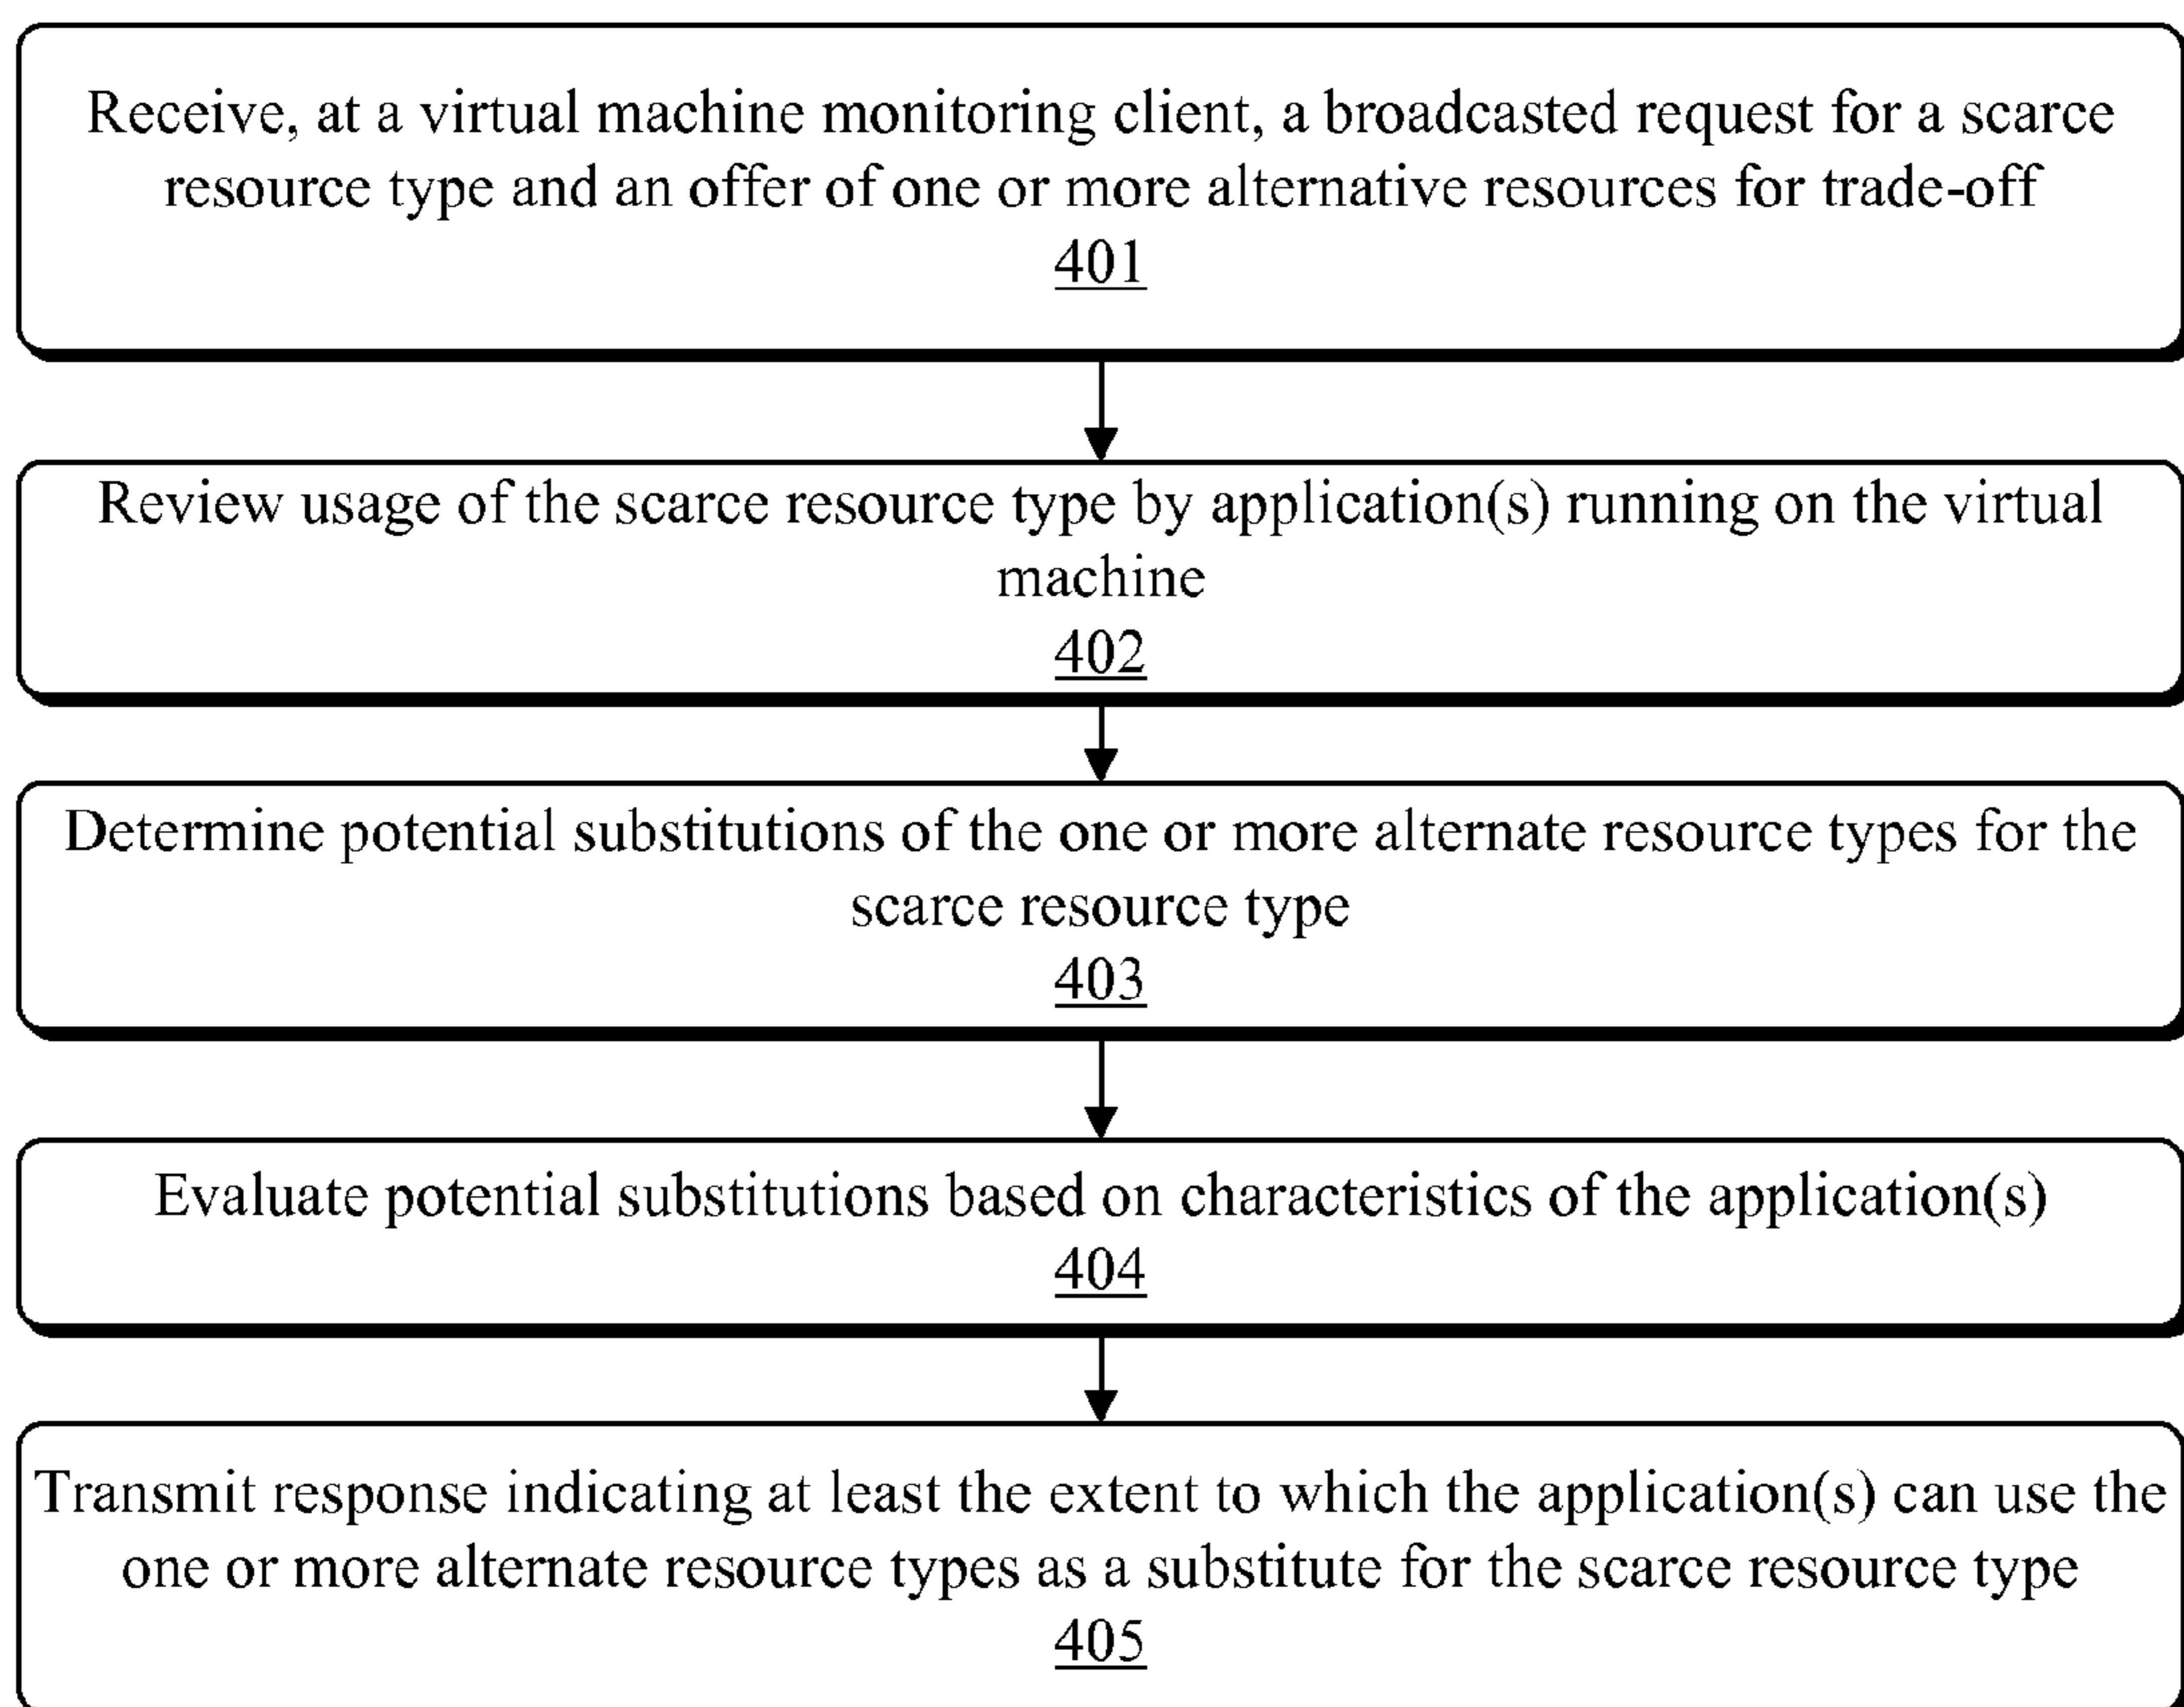 Receive, at a virtual machine monitoring client, a broadcasted request for a scarce
resource type and an offer of one or more alternative resources for trade-off
401
Review usage of the scarce resource type by application(s) running on the virtual
machine
402
Determine potential substitutions of the one or more alternate resource types for the
scarce resource type
403
Evaluate potential substitutions based on characteristics of the application(s)
404
Transmit response indicating at least the extent to which the application(s) can use the
one or more alternate resource types as a substitute for the scarce resource type
405